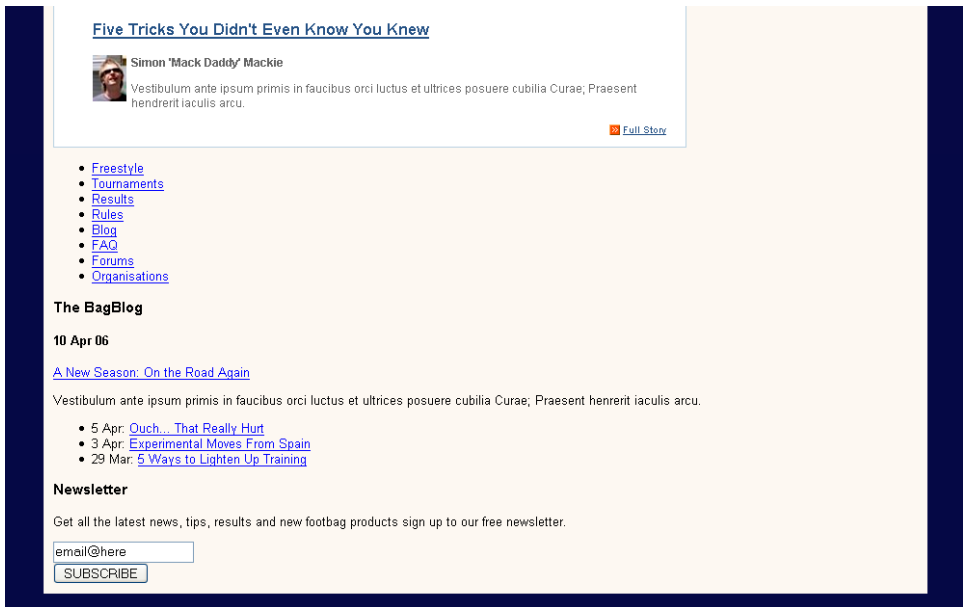 Five Tricks You Didn't Even Know You Knew
Simon 'Mack Daddy' Mackie
Vestibulum ante ipsum primis in faucibus orci luctus et ultrices posuere cubilia Curae; Praesent
hendrerit iaculis arcu.
Full Story
Freestyle
Tournaments
Results
Rules
Blog
FAQ
Forums
Organisations
The BagBlog
10 Apr 06
A New Season: On the Road Again
Vestibulum ante ipsum primis in faucibus orci luctus et ultrices posuere cubilia Curae; Praesent henrerit iaculis arcu.
5 Apr: Ouch... That Really Hurt
3 Apr: Experimental Moves From Spain
29 Mar: 5 Ways to Lighten Up Training
Newsletter
Get all the latest news, tips, results and new footbag products sign up to our free newsletter.
email@here
SUBSCRIBE